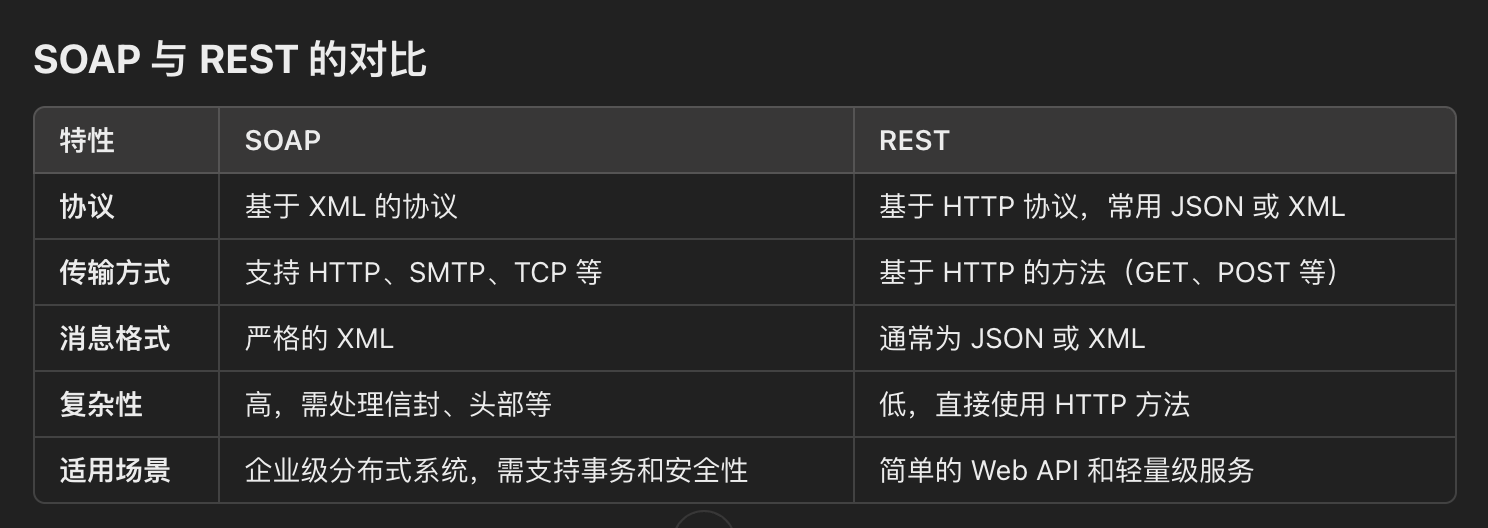 SOAP 与 REST 的对比
特性 SOAP REST
协议 基于 XML 的协议 基于 HTTP 协议，常用 JSON 或 XML
传输方式 支持 HTTP、SMTP、TCP 等 基于 HTTP 的方法（GET、POST 等）
消息格式 严格的 XML 通常为 JSON 或 XML
复杂性 高，需处理信封、头部等 低，直接使用 HTTP 方法
适用场景 企业级分布式系统，需支持事务和安全性 简单的 Web API 和轻量级服务